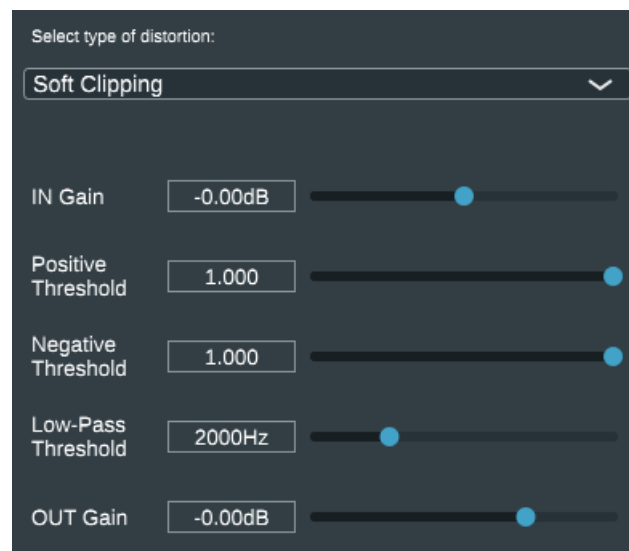 Select type of distortion:
Soft Clipping
IN Gain -0.00dB
Positive
Threshold 1.000
Negative
Threshold 1.000
Low-Pass
Threshold 2000Hz
OUT Gain -0.00dB